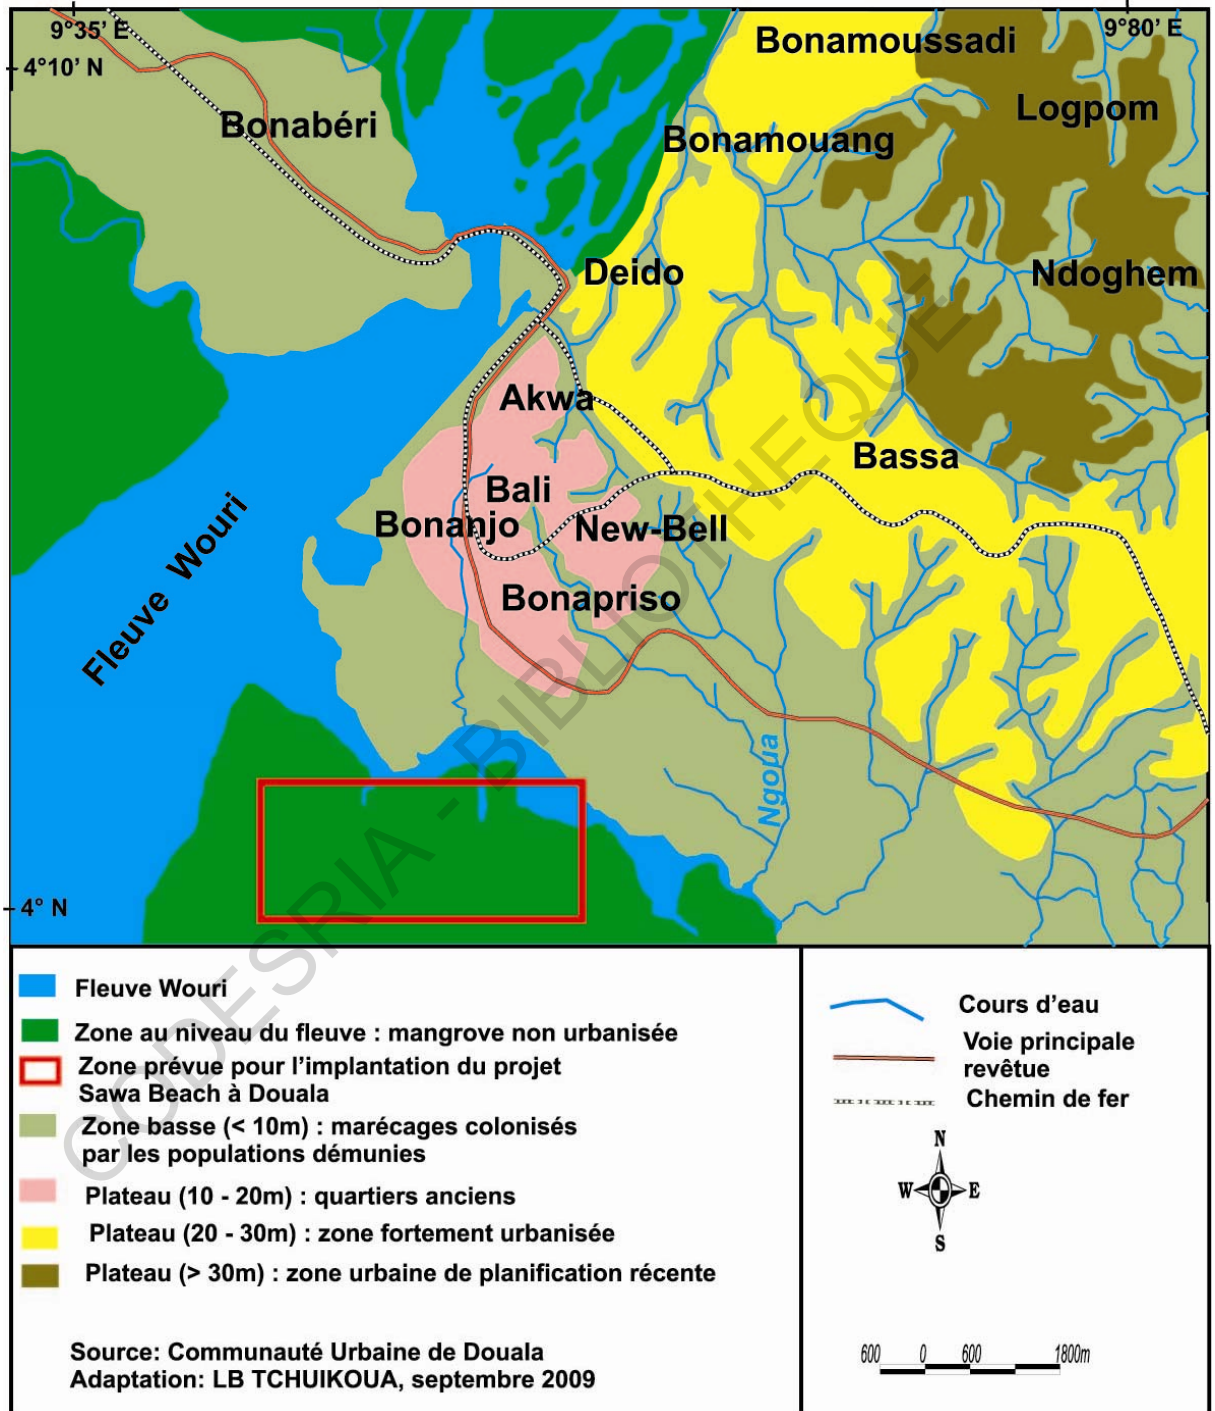 9°35' E
9°80' E
4°10' N
Bonamoussadi
Logpom
Bonabéri
Bonamouang
Deido
Ndoghem
Akwa
Bassa
Bali
Bonanjo
New-Bell
Fleuve Wouri
Bonapriso
Ngoua
4° N
CODESRIA - BIBLIOTHEQUE
Fleuve Wouri
Zone au niveau du fleuve : mangrove non urbanisée
Zone prévue pour l'implantation du projet
Sawa Beach à Douala
Zone basse (< 10m) : marécages colonisés
par les populations démunies
Plateau (10 - 20m) : quartiers anciens
Plateau (20 - 30m) : zone fortement urbanisée
Plateau (> 30m) : zone urbaine de planification récente
Source: Communauté Urbaine de Douala
Adaptation: LB TCHUIKOUA, septembre 2009
Cours d'eau
Voie principale
revêtue
Chemin de fer
N
W E
S
600 0 600 1800m